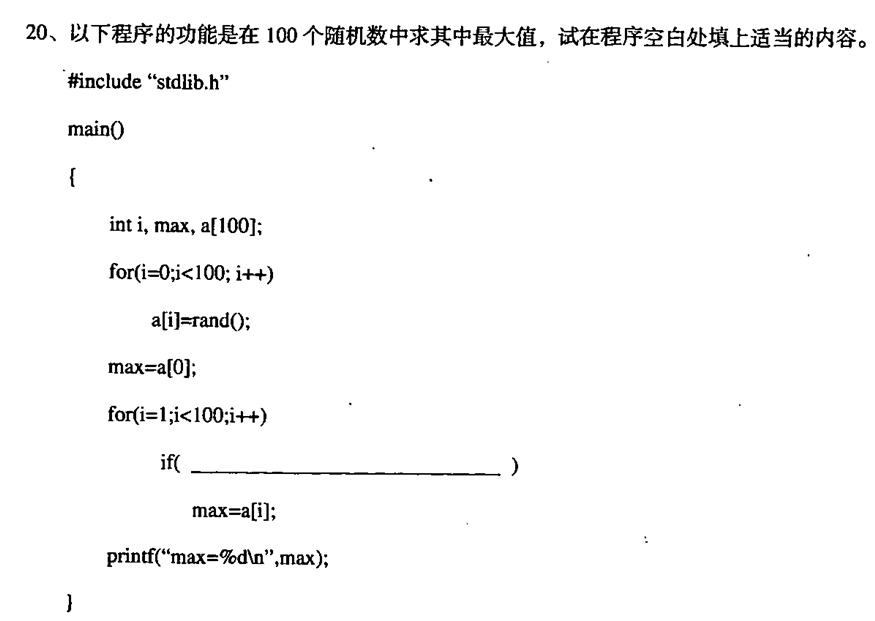 20、以下程序的功能是在 100 个随机数中求其中最大值，试在程序空白处填上适当的内容。
#include “stdlib.h”
main()
{
int i, max, a[100];
for(i=0;i<100; i++)
a[i]=rand();
max=a[0];
for(i=1;i<100;i++)
if( ______________________________ )
max=a[i];
printf(“max=%d\n”,max);
}